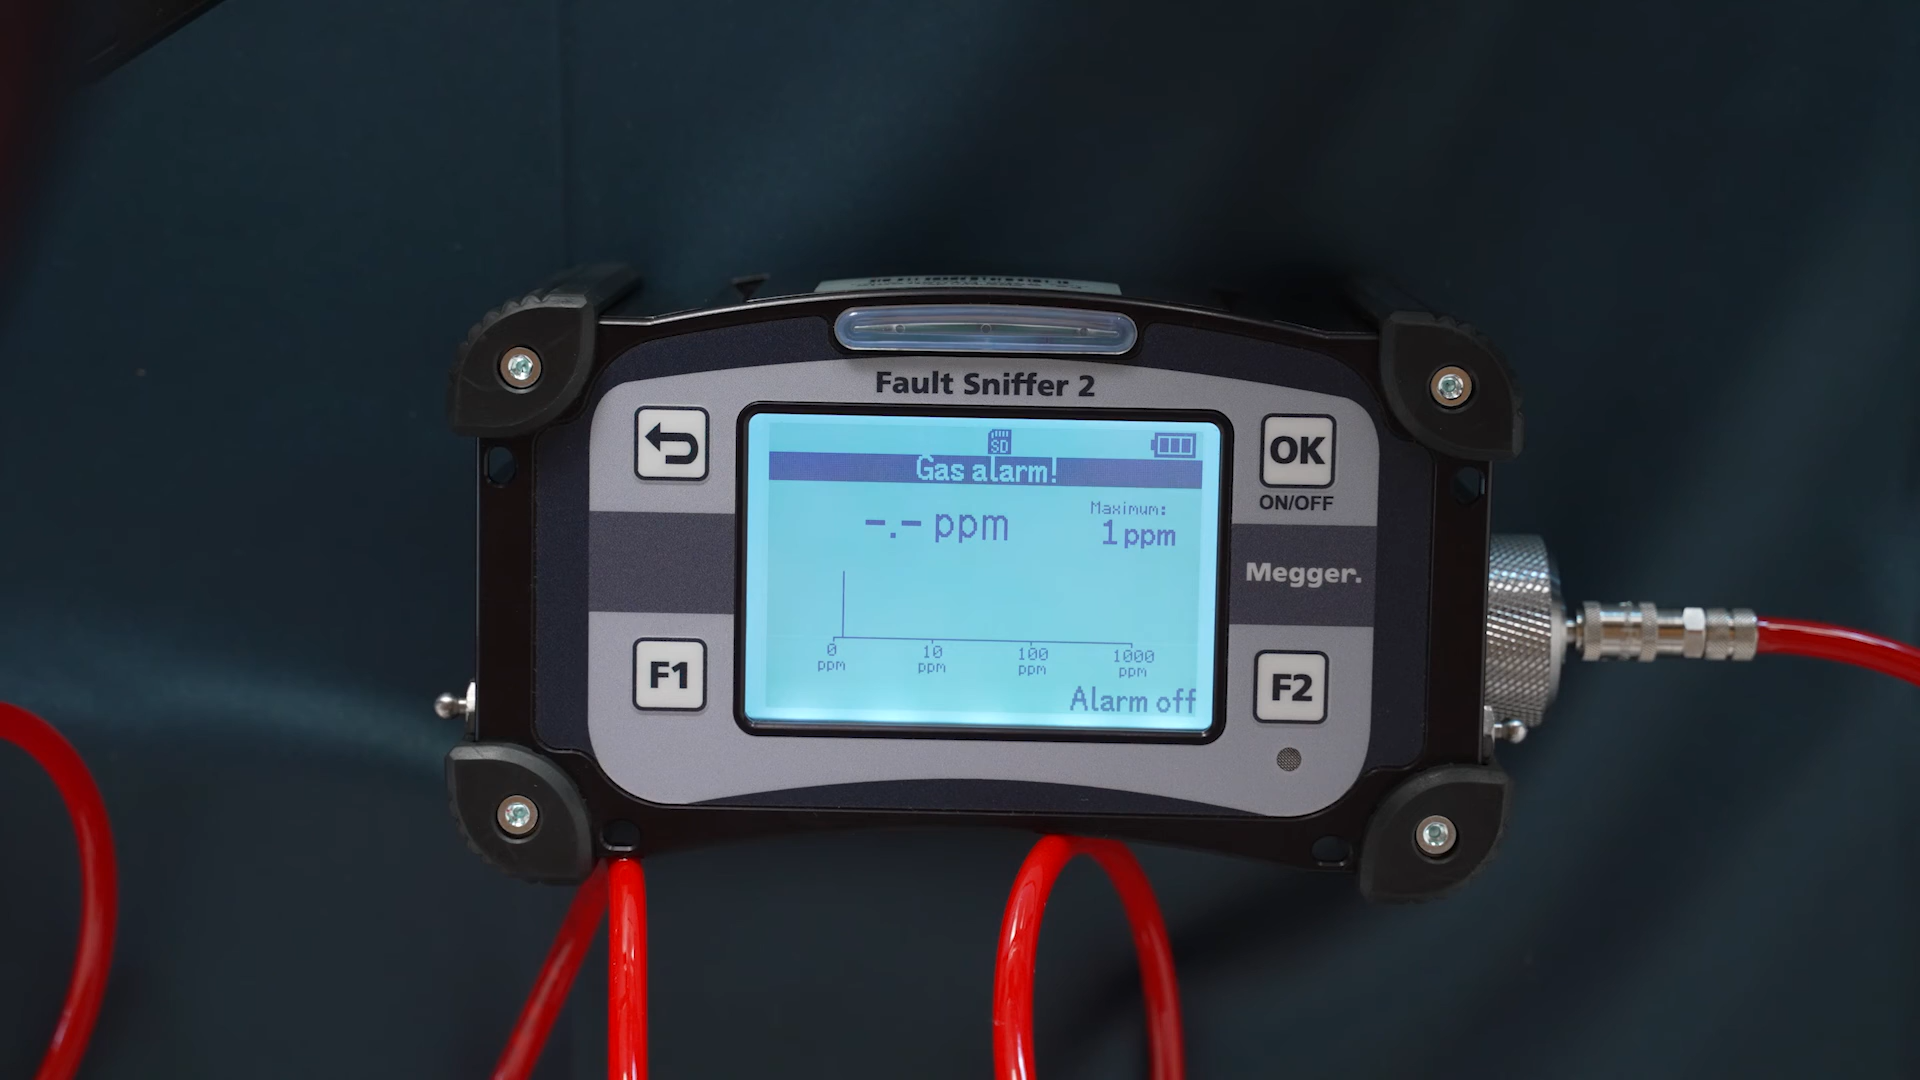 Fault Sniffer 2
SD
Gas alarm!
-.- ppm
Maximum:
1 ppm
0 ppm
10 ppm
100 ppm
1000 ppm
Alarm off
OK
ON/OFF
Megger.
F1
F2